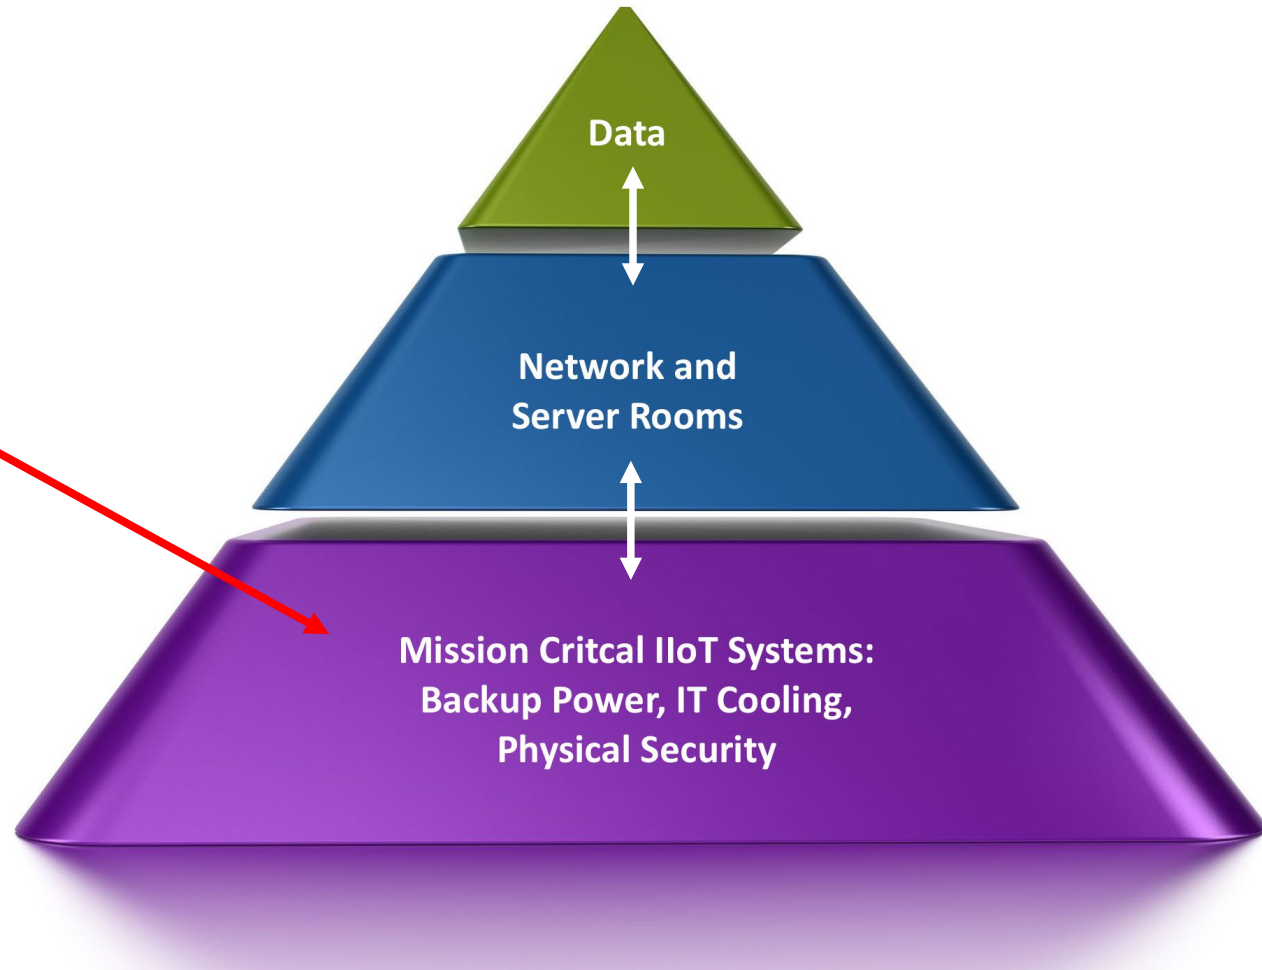 Data
Network and
Server Rooms
Mission Critcal IIoT Systems:
Backup Power, IT Cooling,
Physical Security